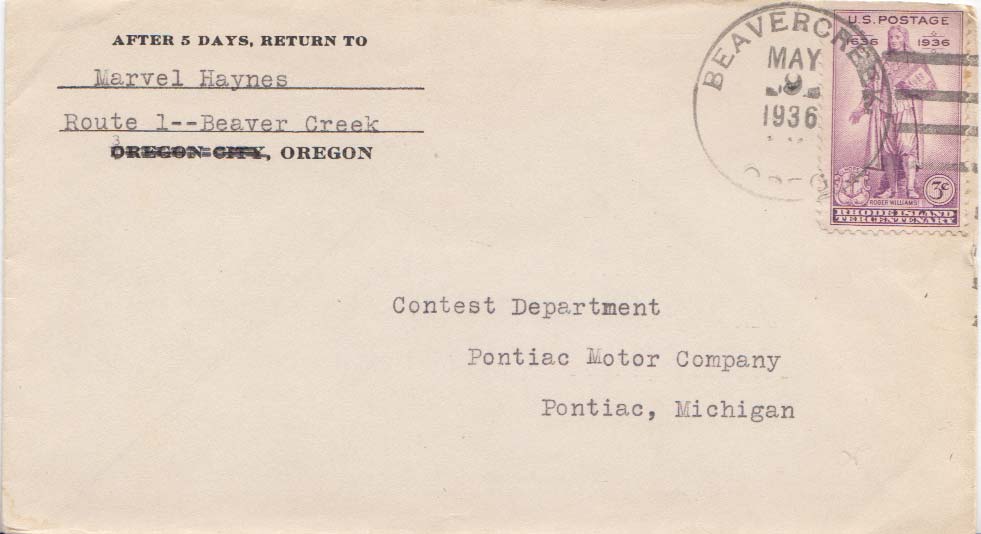 AFTER 5 DAYS, RETURN TO
Marvel Haynes
Route 1--Beaver Creek
OREGON CITY, OREGON
BEAVERCREEK
MAY
9
1936
U.S. POSTAGE
1636 1936
ROGER WILLIAMS
3¢
RHODE ISLAND
TERCENTENARY
Contest Department
Pontiac Motor Company
Pontiac, Michigan